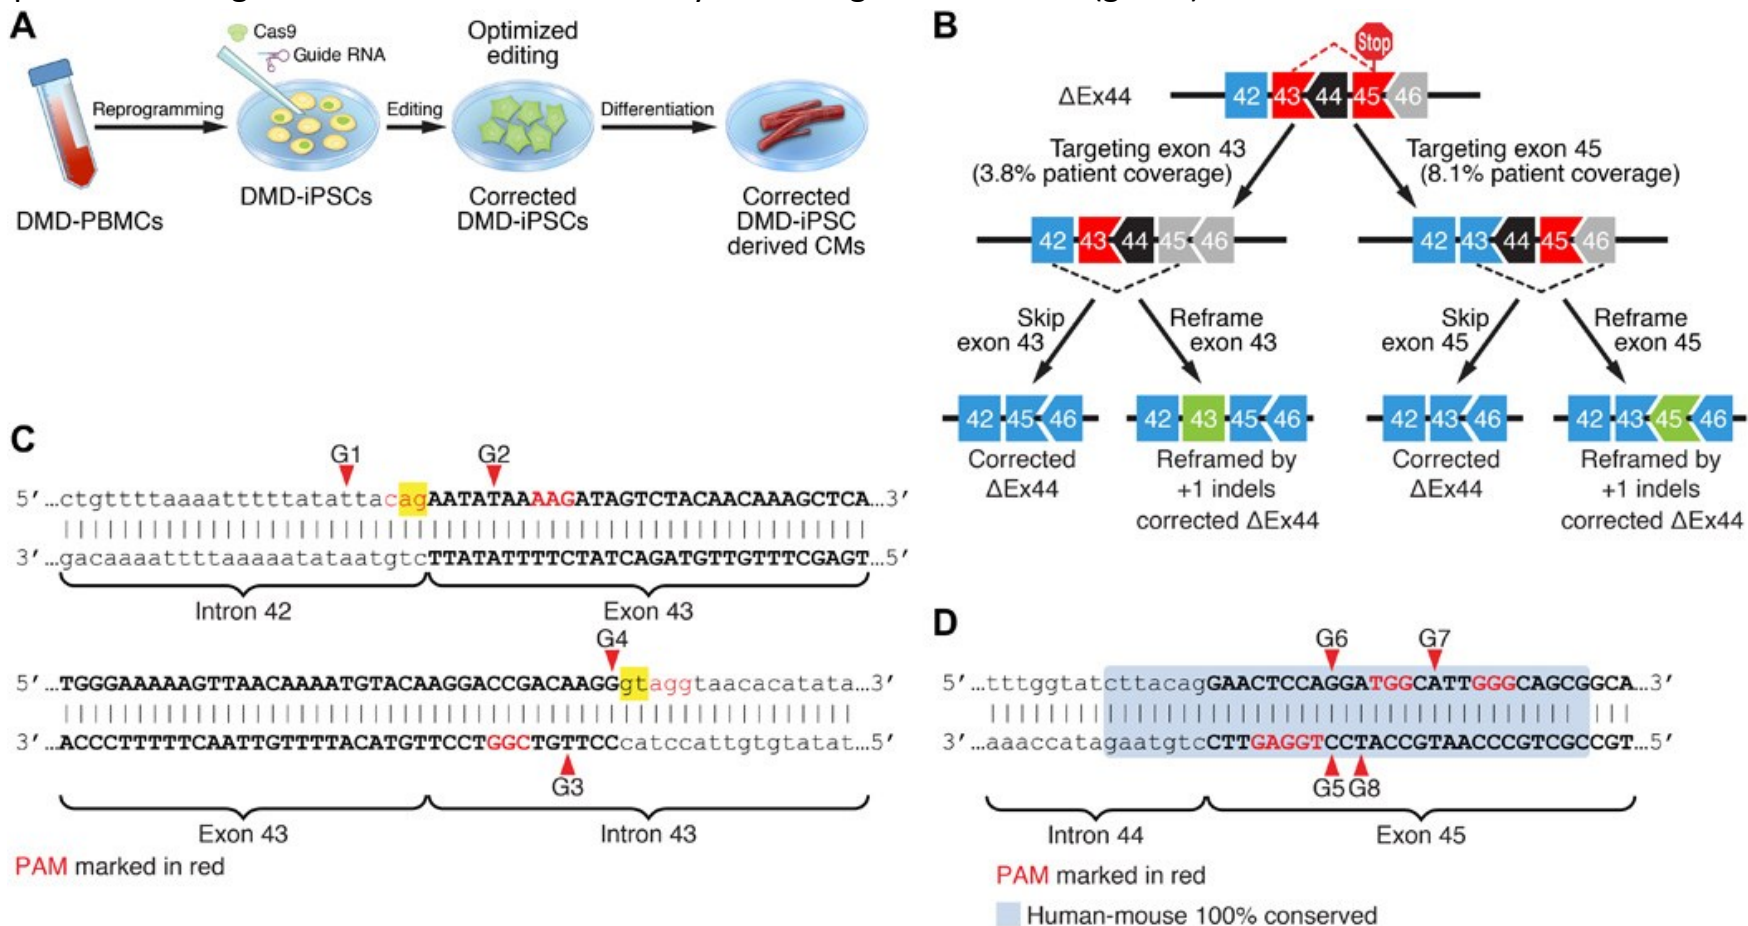 A
Cas9
Guide RNA
Optimized
editing
Reprogramming
Editing
Differentiation
DMD-PBMCs
DMD-iPSCs
Corrected
DMD-iPSCs
Corrected
DMD-iPSC
derived CMs
B
Stop
ΔEx44
42 43 44 45 46
Targeting exon 43
(3.8% patient coverage)
Targeting exon 45
(8.1% patient coverage)
42 43 44 45 46
42 43 44 45 46
Skip
exon 43
Reframe
exon 43
Skip
exon 45
Reframe
exon 45
42 45 46
42 43 45 46
42 43 46
42 43 45 46
Corrected
ΔEx44
Reframed by
+1 indels
corrected ΔEx44
Corrected
ΔEx44
Reframed by
+1 indels
corrected ΔEx44
C
G1 G2
5′…ctgttttaaaatttttatattacagAATATAAAAGATAGTCTACAACAAAGCTCA…3′
3′…gacaaaattttaaaaatataatgtcTTATATTTTCTATCAGATGTTGTTTCGAGT…5′
Intron 42 Exon 43
G4
5′…TGGGAAAAAGTTAACAAAATGTACAAGGACCGACAAGGgtaggtaacacatata…3′
3′…ACCCTTTTTCAATTGTTTTACATGTTCCTGGCTGTTCCcatccattgtgtatat…5′
G3
Exon 43 Intron 43
PAM marked in red
D
G6 G7
5′…tttggtatcttacagGAACTCCAGGATGGCATTGGGCAGCGGCA…3′
3′…aaaccatagaatgtcCTTGAGGTCCTACCGTAACCCGTCGCCGT…5′
G5 G8
Intron 44 Exon 45
PAM marked in red
Human-mouse 100% conserved